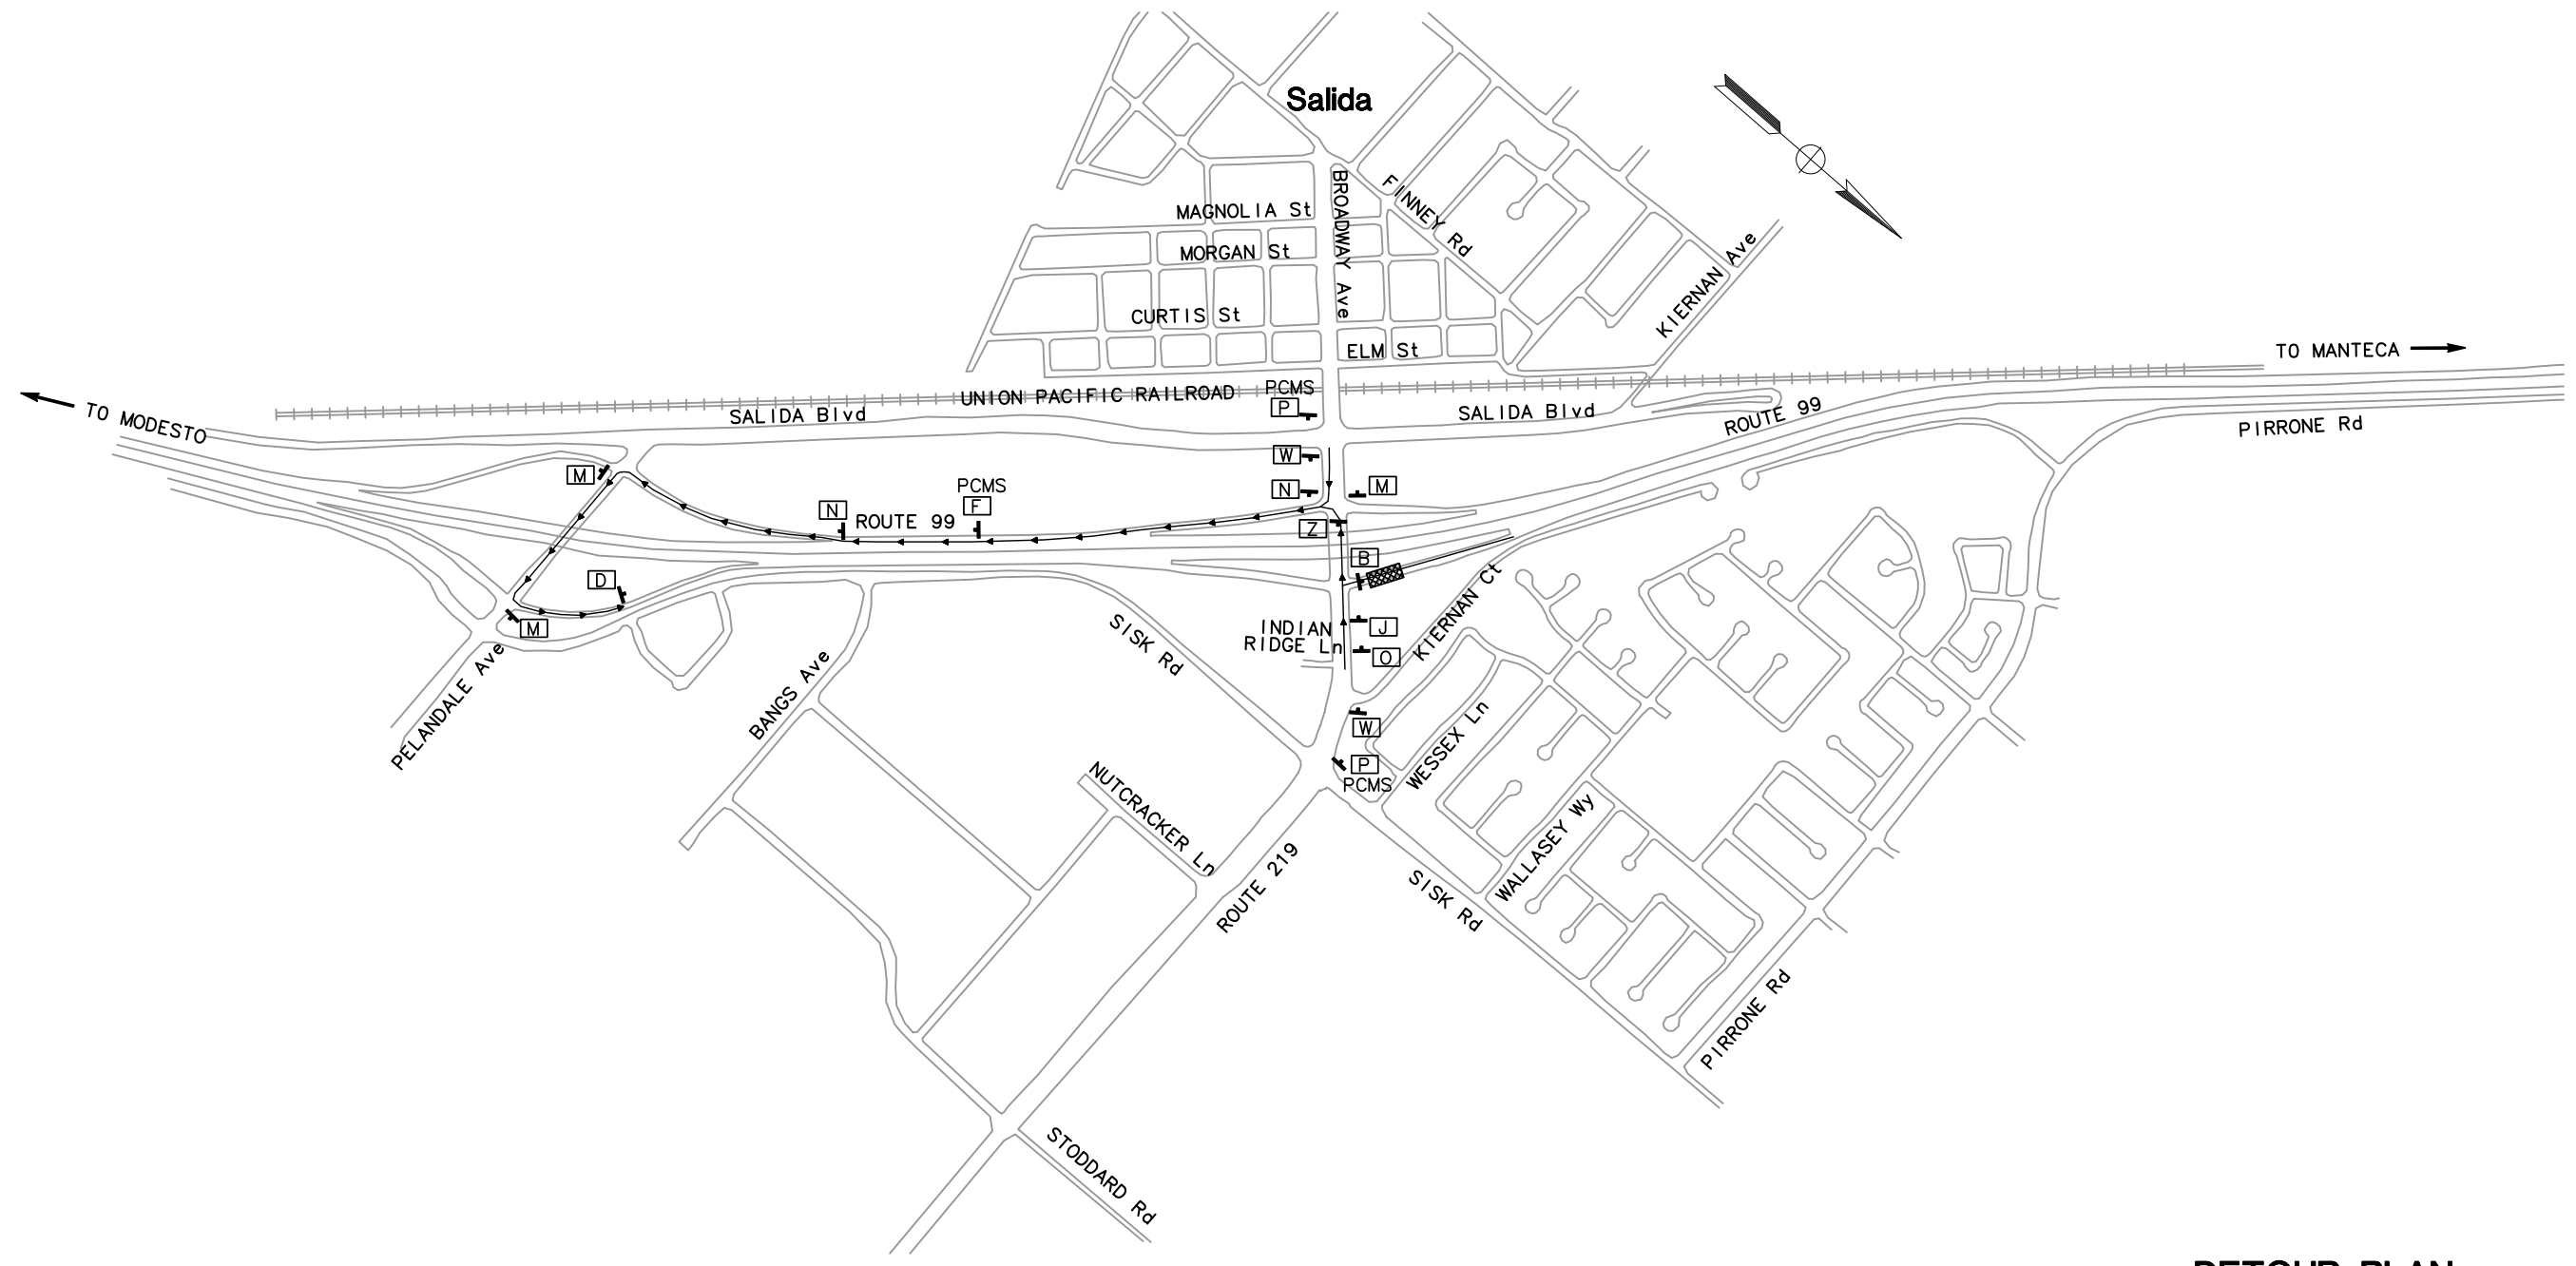 Salida
BROADWAY Ave
FINNEY Rd
MAGNOLIA St
MORGAN St
KIERNAN Ave
CURTIS St
ELM St
TO MANTECA
UNION PACIFIC RAILROAD
PCMS
P
TO MODESTO
SALIDA Blvd
SALIDA Blvd
ROUTE 99
PIRRONE Rd
W
M
PCMS
F
N
M
N
ROUTE 99
Z
B
D
J
M
INDIAN
RIDGE Ln
O
KIERNAN Ct
SISK Rd
PELANDALE Ave
BANGS Ave
W
WESSEX Ln
P
PCMS
NUTCRACKER Ln
WALLASEY Wy
ROUTE 219
SISK Rd
PIRRONE Rd
STODDARD Rd
DETOUR PLAN